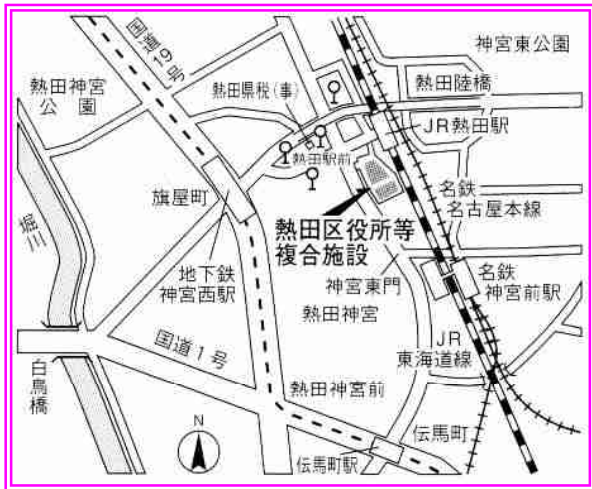 国道19号
神宮東公園
熱田神宮
公園
熱田県税(事)
熱田陸橋
JR熱田駅
熱田駅前
旗屋町
名鉄
名古屋本線
堀川
熱田区役所等
複合施設
地下鉄
神宮西駅
神宮東門
名鉄
神宮前駅
熱田神宮
国道1号
JR
東海道線
白鳥橋
熱田神宮前
N
伝馬町
伝馬町駅